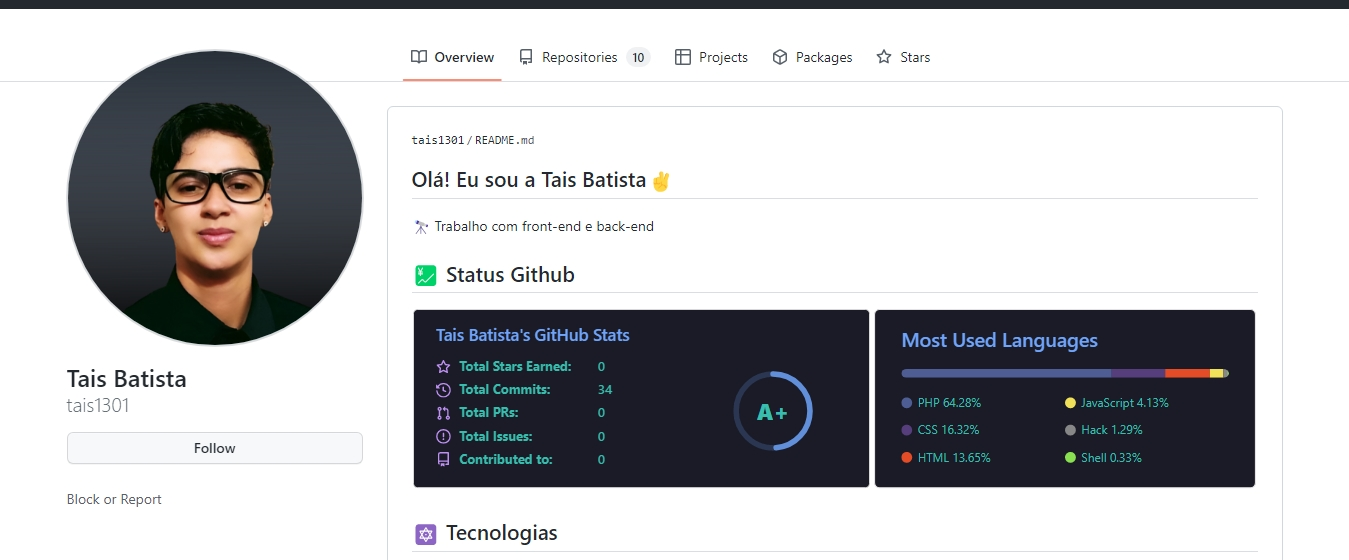 Overview Repositories 10 Projects Packages Stars
tais1301/README.md
Olá! Eu sou a Tais Batista
Trabalho com front-end e back-end
Status Github
Tais Batista's GitHub Stats
Total Stars Earned: 0
Total Commits: 34
Total PRs: 0
Total Issues: 0
Contributed to: 0
A+
Most Used Languages
PHP 64.28%
JavaScript 4.13%
CSS 16.32%
Hack 1.29%
HTML 13.65%
Shell 0.33%
Tecnologias
Tais Batista
tais1301
Follow
Block or Report